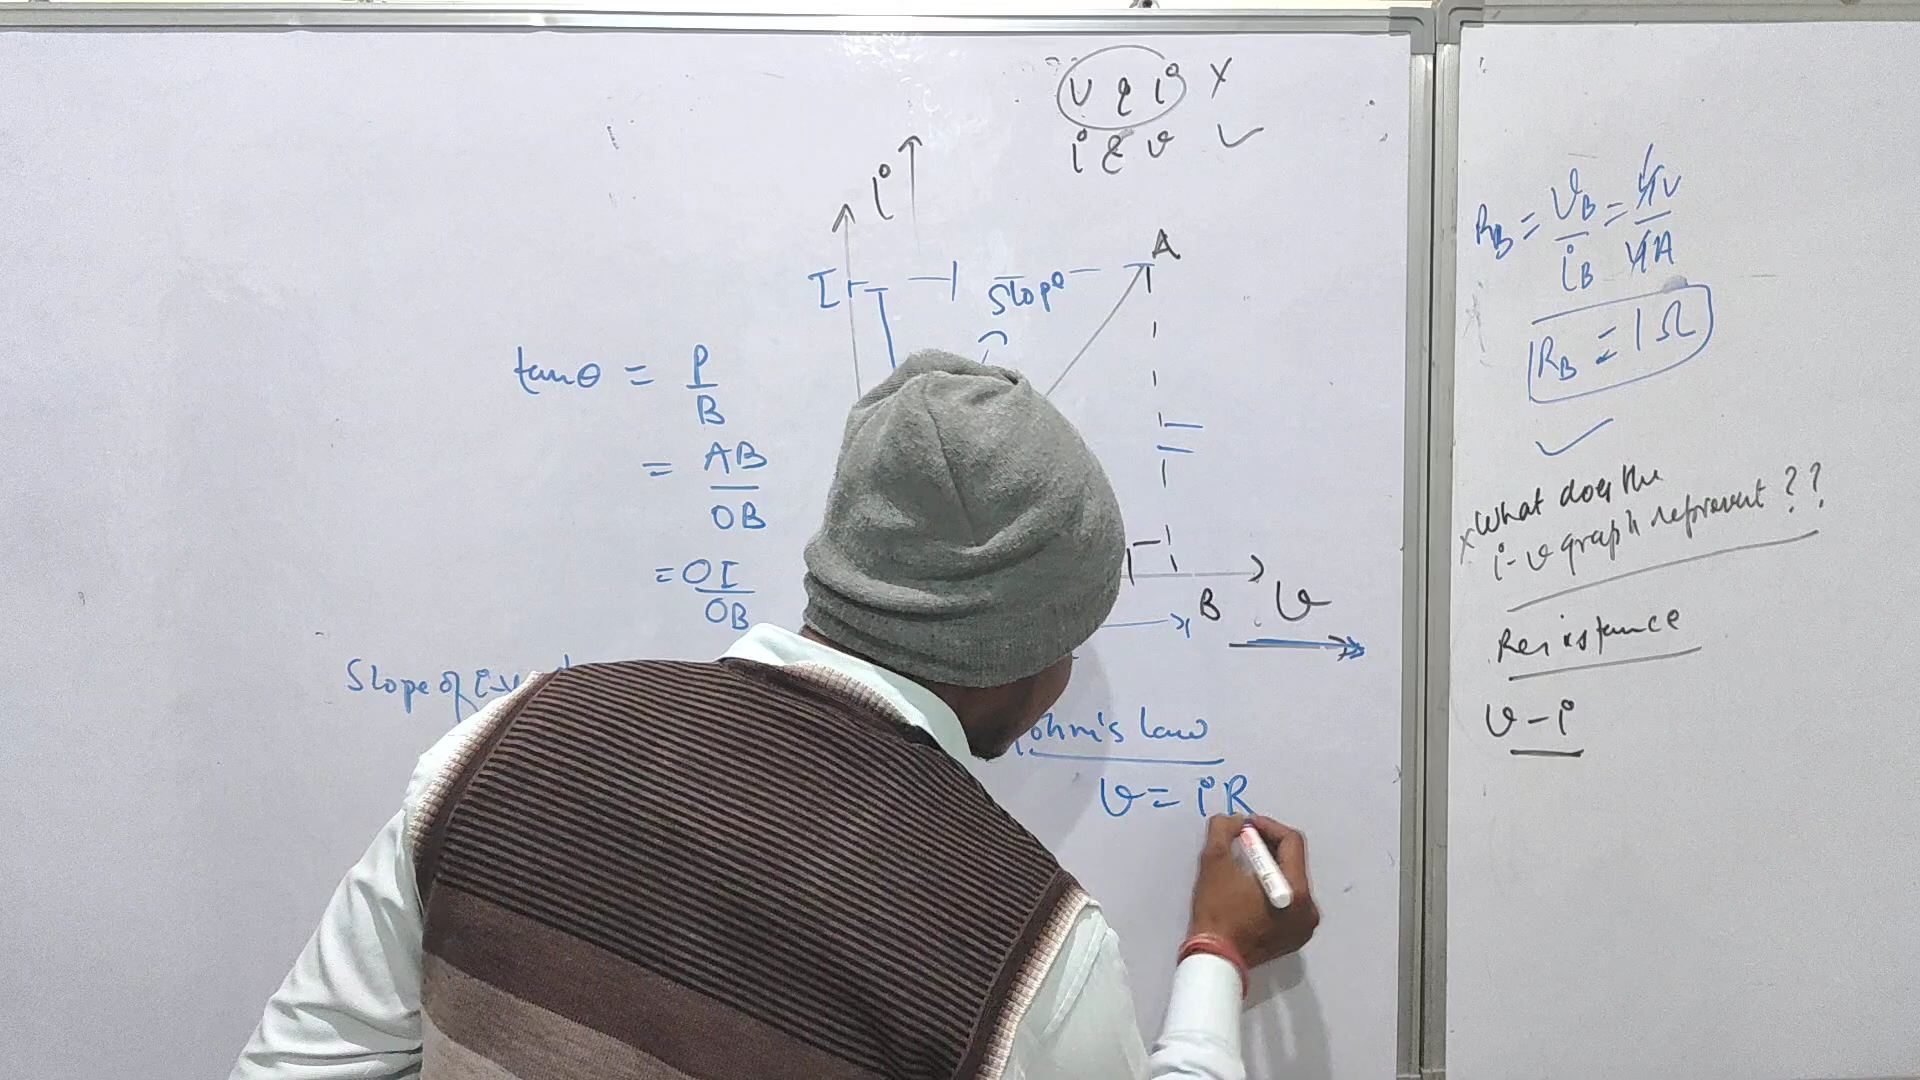 V & i ×
i & v ✓
i
A
I
Slope
tanθ = P/B
= AB/OB
= OI/OB
B
v
Slope of i-v
ohm's law
v = iR
R_B = v_B/i_B = 4V/4A
R_B = 1Ω
✓
× What does the
i-v graph represent ??
Resistance
v-i